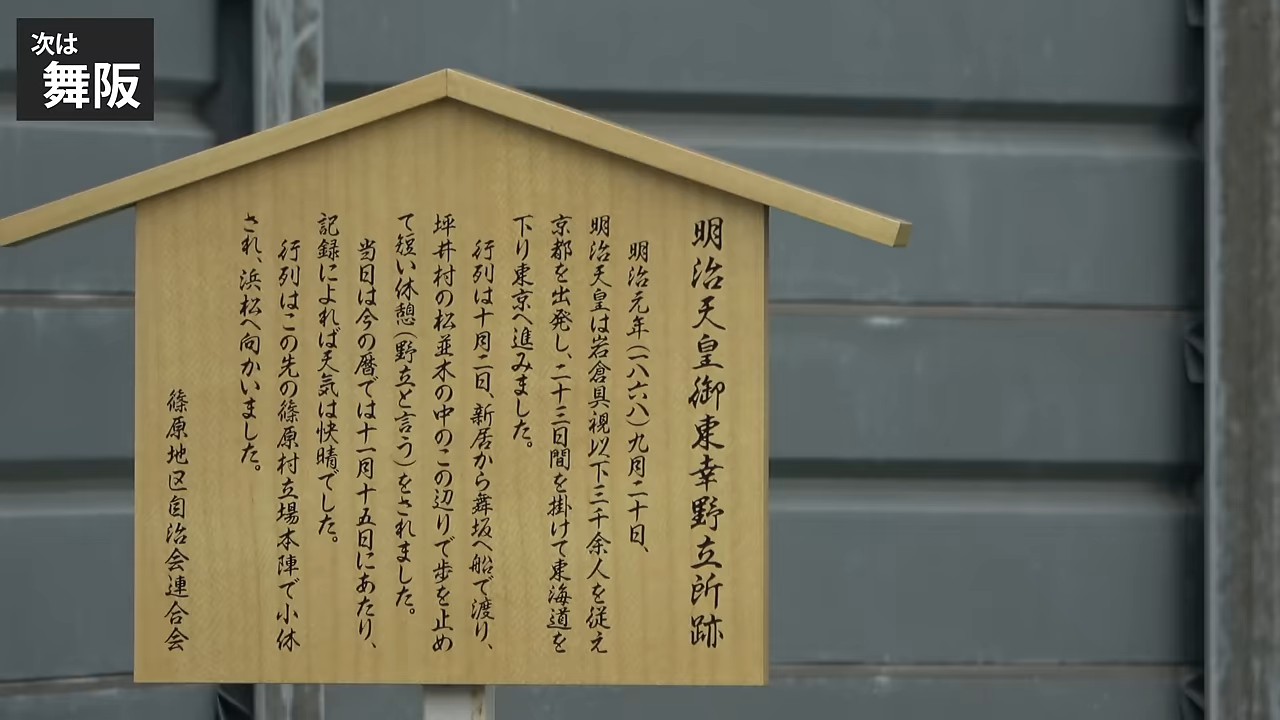 次は
舞阪
明治天皇御東幸野立所跡
明治元年(一八六八)九月二十日、
明治天皇は岩倉具視以下三千余人を従え
京都を出発し、二十三日間を掛けて東海道を
下り東京へ進みました。
行列は十月二日、新居から舞坂へ船で渡り、
坪井村の松並木の中のこの辺りで歩を止め
て短い休憩(野立と言う)をされました。
当日は今の暦では十一月十五日にあたり、
記録によれば天気は快晴でした。
行列はこの先の篠原村立場本陣で小休
され、浜松へ向かいました。
篠原地区自治会連合会